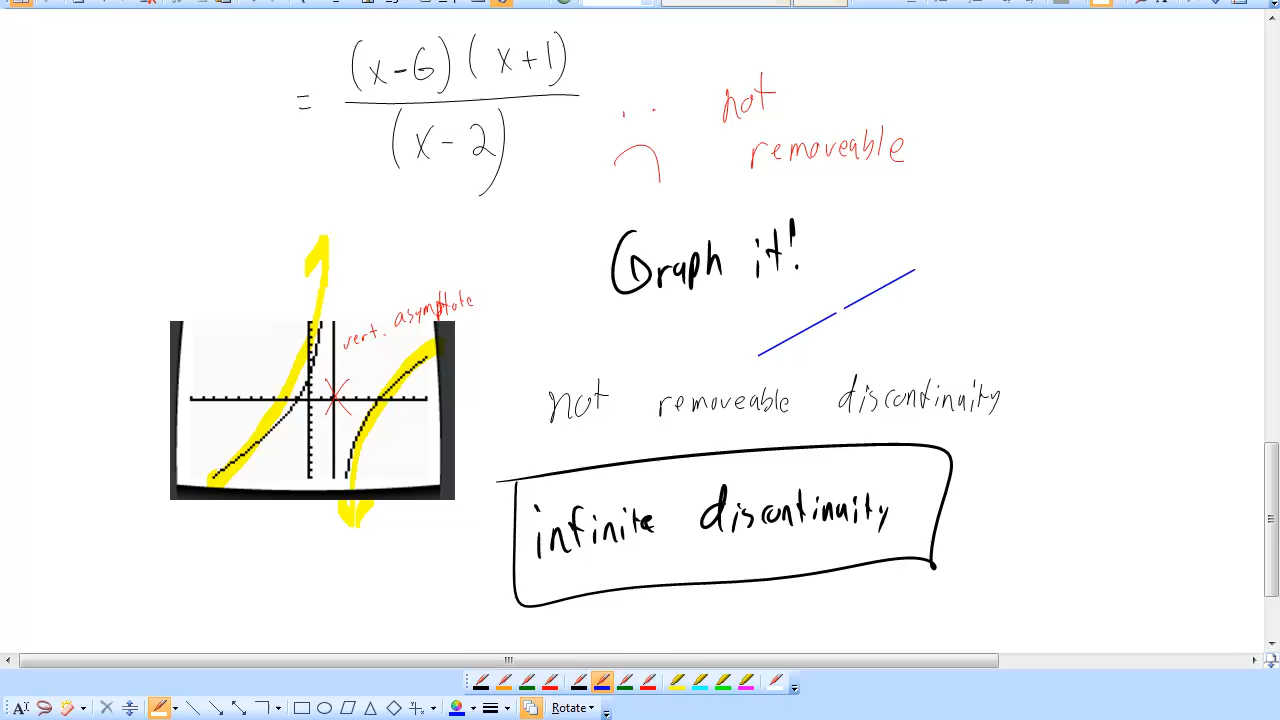 = (x-6)(x+1)
(x-2)
not
removeable
Graph it!
vert. asymptote
not removeable discontinuity
infinite discontinuity
Rotate